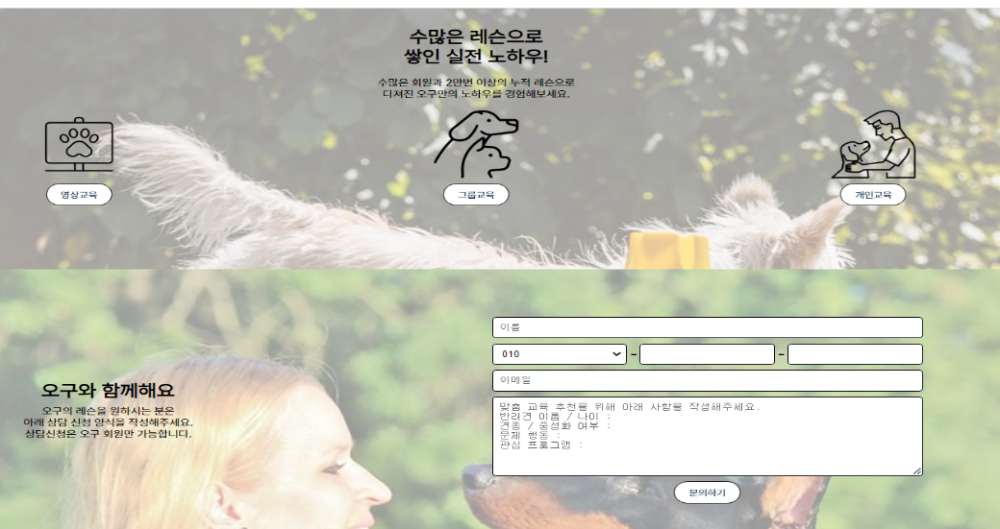 수많은 레슨으로
쌓인 실전 노하우!
수많은 회원과 2만번 이상의 누적 레슨으로
다져진 오구만의 노하우를 경험해보세요.
영상교육
그룹교육
개인교육
오구와 함께해요
오구의 레슨을 원하시는 분은
아래 상담 신청 양식을 작성해주세요.
상담신청은 오구 회원만 가능합니다.
이름
010 - -
이메일
맞춤 교육 추천을 위해 아래 사항을 작성해주세요.
반려견 이름 / 나이 :
견종 / 중성화 여부 :
문제 행동 :
관심 프로그램 :
문의하기